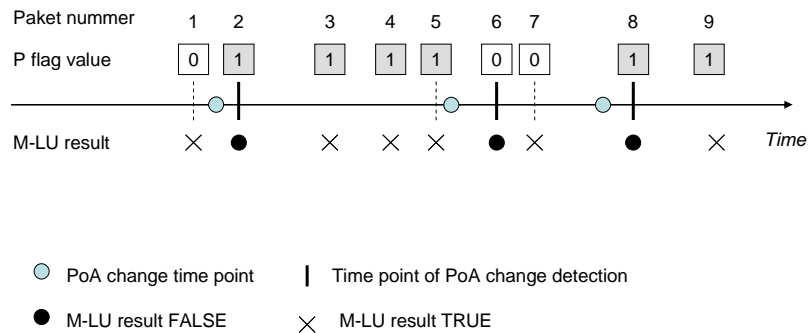 Paket nummer 1 2 3 4 5 6 7 8 9
P flag value 0 1 1 1 1 0 0 1 1
M-LU result
Time
PoA change time point
Time point of PoA change detection
M-LU result FALSE
M-LU result TRUE